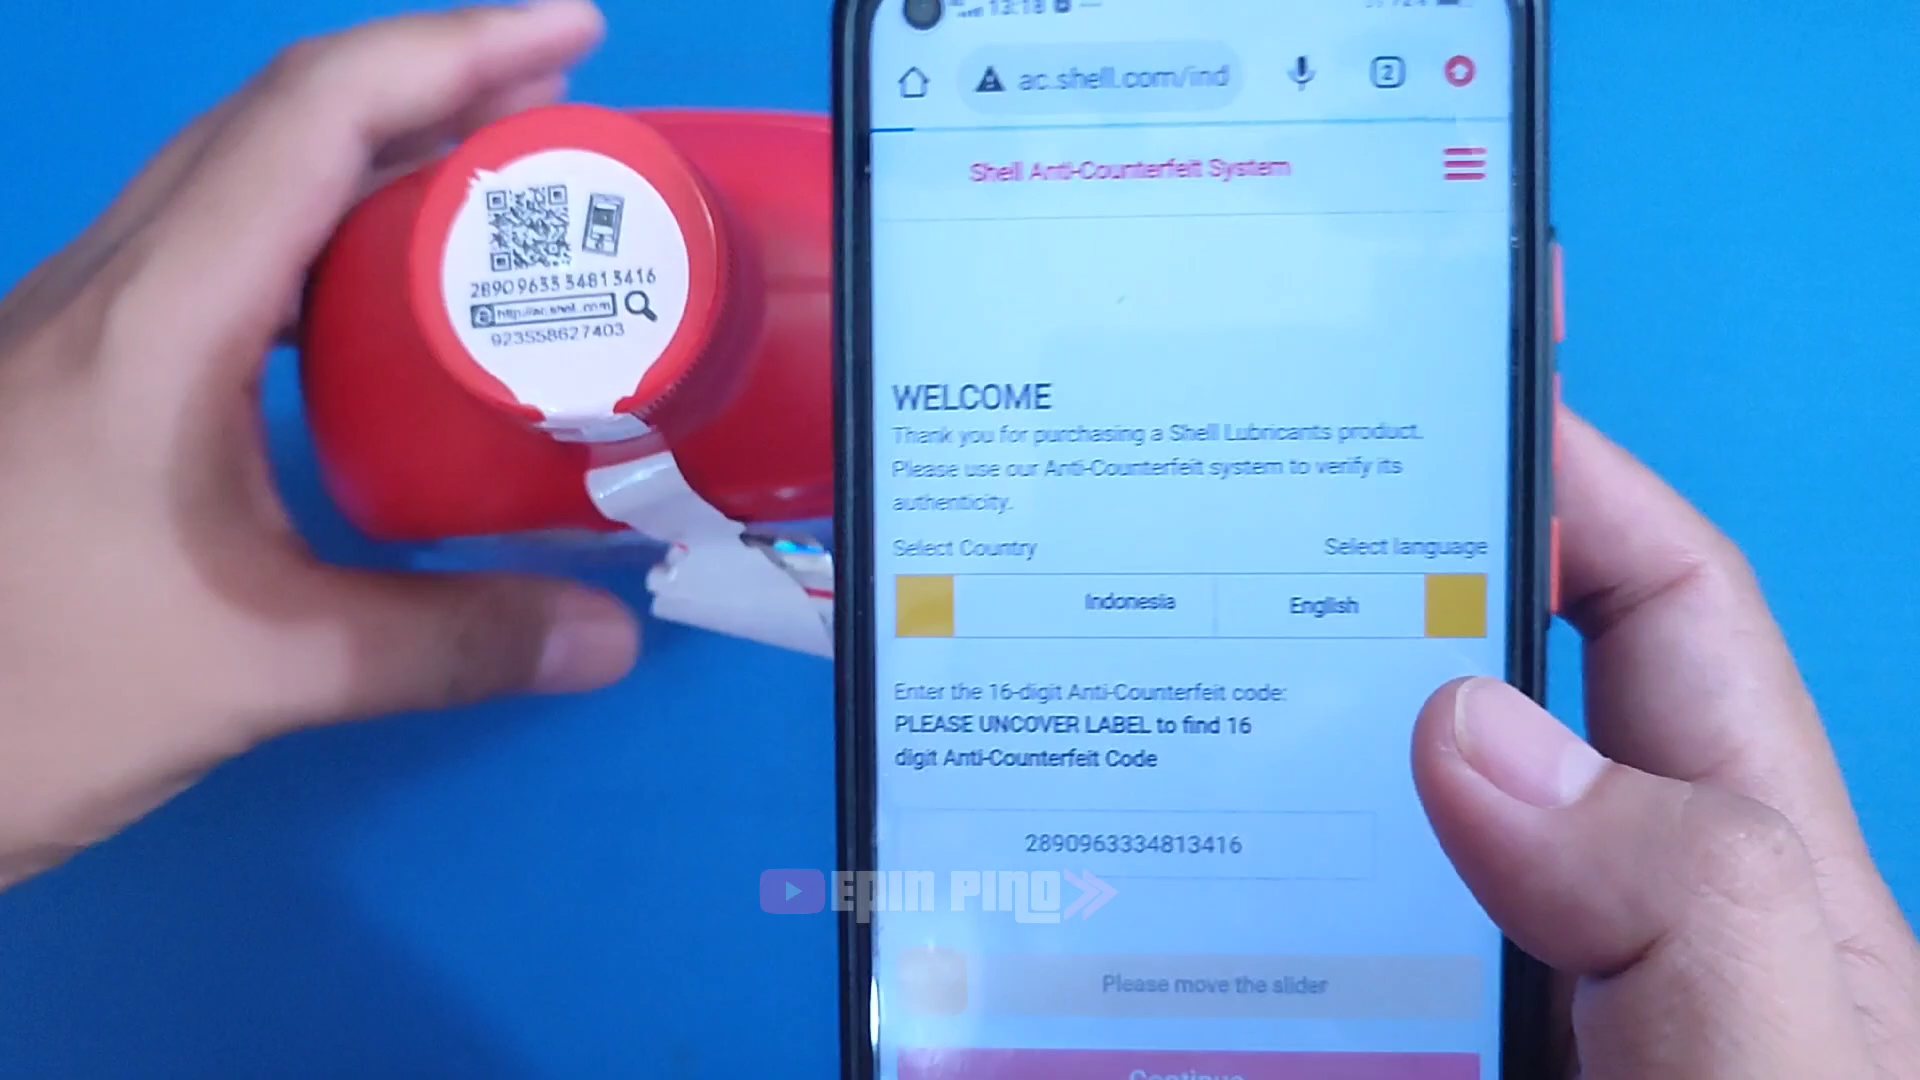 2890963334813416
http://ac.shell.com
923558627403
13:18
ac.shell.com/ind
2
Shell Anti-Counterfeit System
WELCOME
Thank you for purchasing a Shell Lubricants product.
Please use our Anti-Counterfeit system to verify its
authenticity.
Select Country Select language
Indonesia English
Enter the 16-digit Anti-Counterfeit code:
PLEASE UNCOVER LABEL to find 16
digit Anti-Counterfeit Code
2890963334813416
EPIN PINO
Please move the slider
Continue